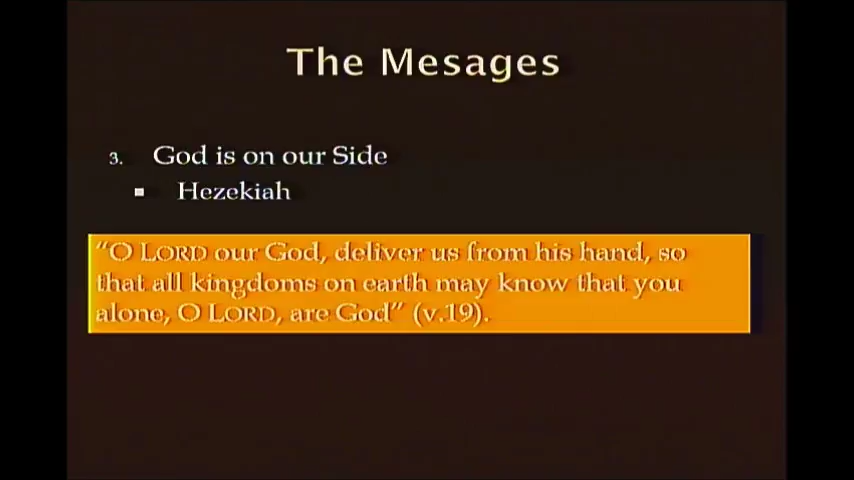 The Mesages
3. God is on our Side
▪ Hezekiah
“O LORD our God, deliver us from his hand, so
that all kingdoms on earth may know that you
alone, O LORD, are God” (v.19).